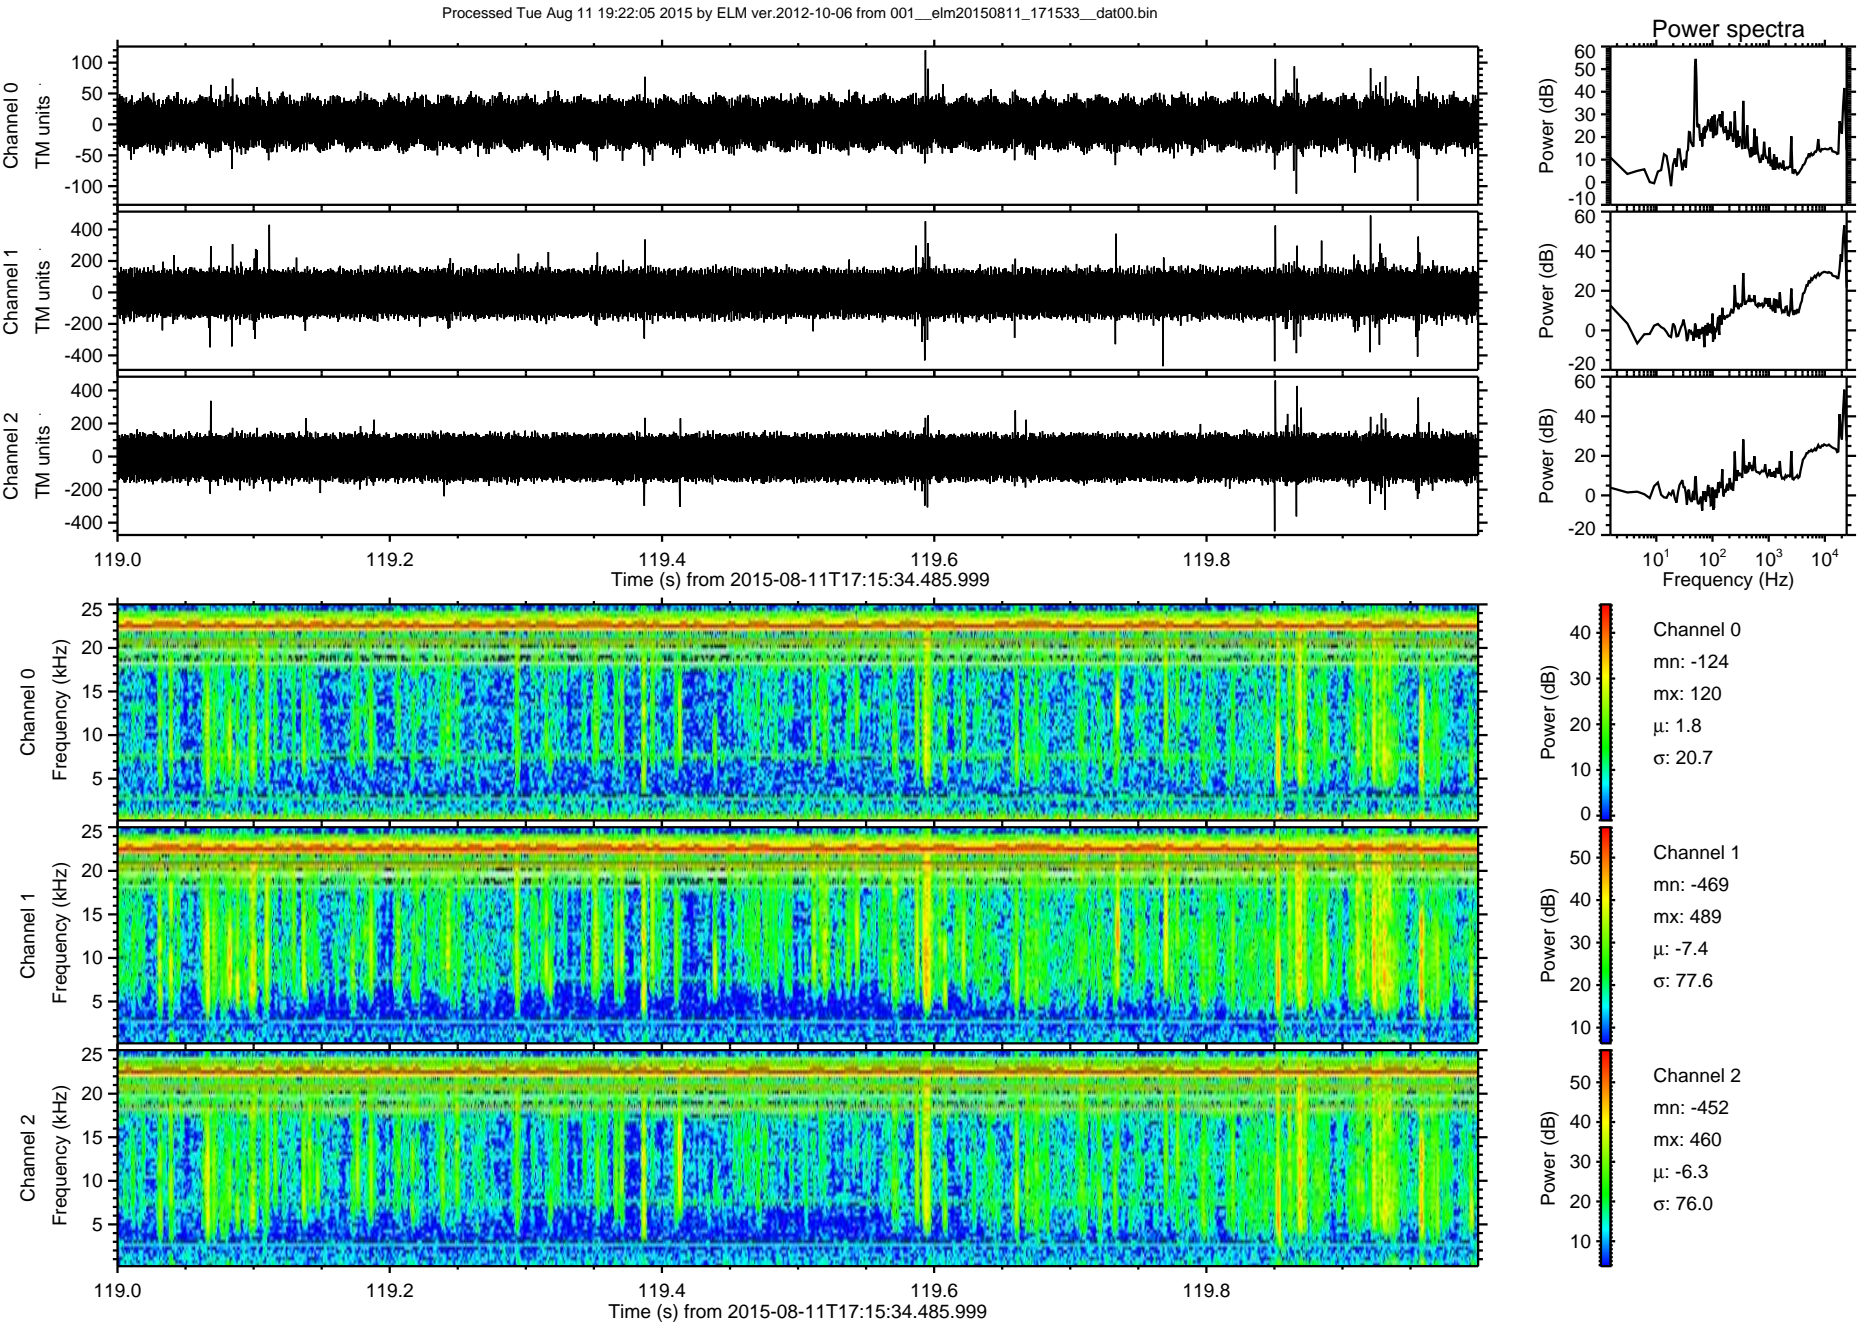 Processed Tue Aug 11 19:22:05 2015 by ELM ver.2012-10-06 from 001__elm20150811_171533__dat00.bin
Power spectra
Channel 0
TM units
100
50
0
-50
-100
Power (dB)
60
50
40
30
20
10
0
-10
Channel 1
TM units
400
200
0
-200
-400
Power (dB)
60
40
20
0
-20
Channel 2
TM units
400
200
0
-200
-400
Power (dB)
60
40
20
0
-20
119.0 119.2 119.4 119.6 119.8
Time (s) from 2015-08-11T17:15:34.485.999
10¹ 10² 10³ 10⁴
Frequency (Hz)
Channel 0
Frequency (kHz)
25
20
15
10
5
Power (dB)
40
30
20
10
0
Channel 0
mn: -124
mx: 120
μ: 1.8
σ: 20.7
Channel 1
Frequency (kHz)
25
20
15
10
5
Power (dB)
50
40
30
20
10
Channel 1
mn: -469
mx: 489
μ: -7.4
σ: 77.6
Channel 2
Frequency (kHz)
25
20
15
10
5
Power (dB)
50
40
30
20
10
Channel 2
mn: -452
mx: 460
μ: -6.3
σ: 76.0
119.0 119.2 119.4 119.6 119.8
Time (s) from 2015-08-11T17:15:34.485.999